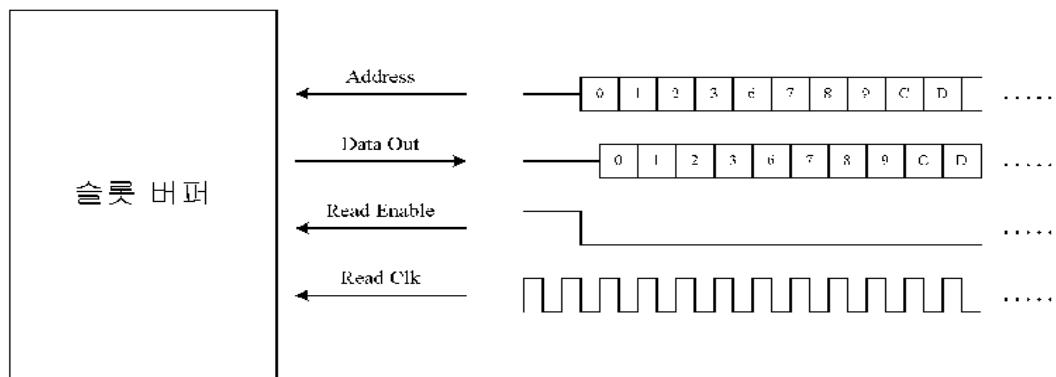 Address
0 1 2 3 6 7 8 9 C D
.....
Data Out
0 1 2 3 6 7 8 9 C D
.....
슬롯 버퍼
Read Enable
.....
Read Clk
.....